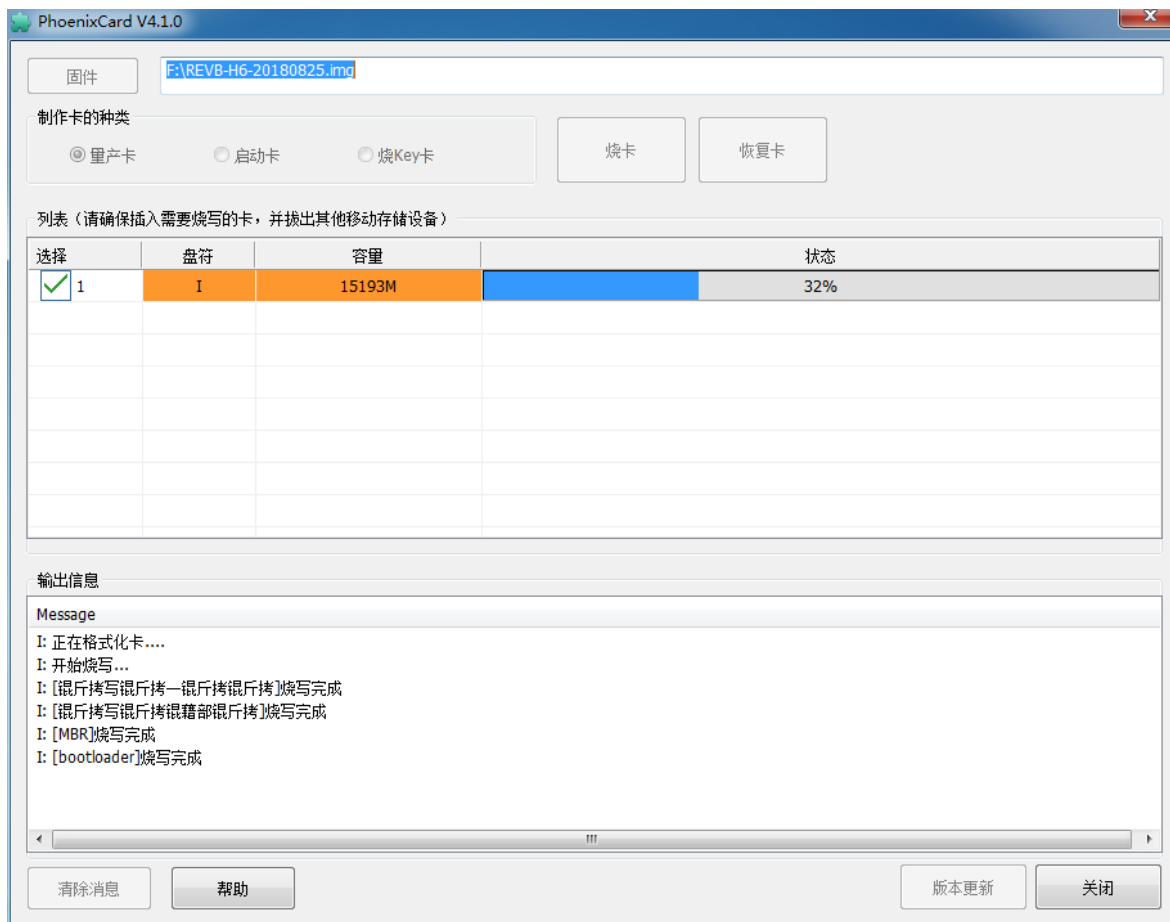 PhoenixCard V4.1.0
固件 F:\REVB-H6-20180825.img
制作卡的种类
量产卡 启动卡 烧Key卡 烧卡 恢复卡
列表（请确保插入需要烧写的卡，并拔出其他移动存储设备）
选择 盘符 容量 状态
1 I 15193M 32%
输出信息
Message
I: 正在格式化卡....
I: 开始烧写...
I: [锟斤拷写锟斤拷一锟斤拷锟斤拷]烧写完成
I: [锟斤拷写锟斤拷锟藉部锟斤拷]烧写完成
I: [MBR]烧写完成
I: [bootloader]烧写完成
清除消息 帮助 版本更新 关闭